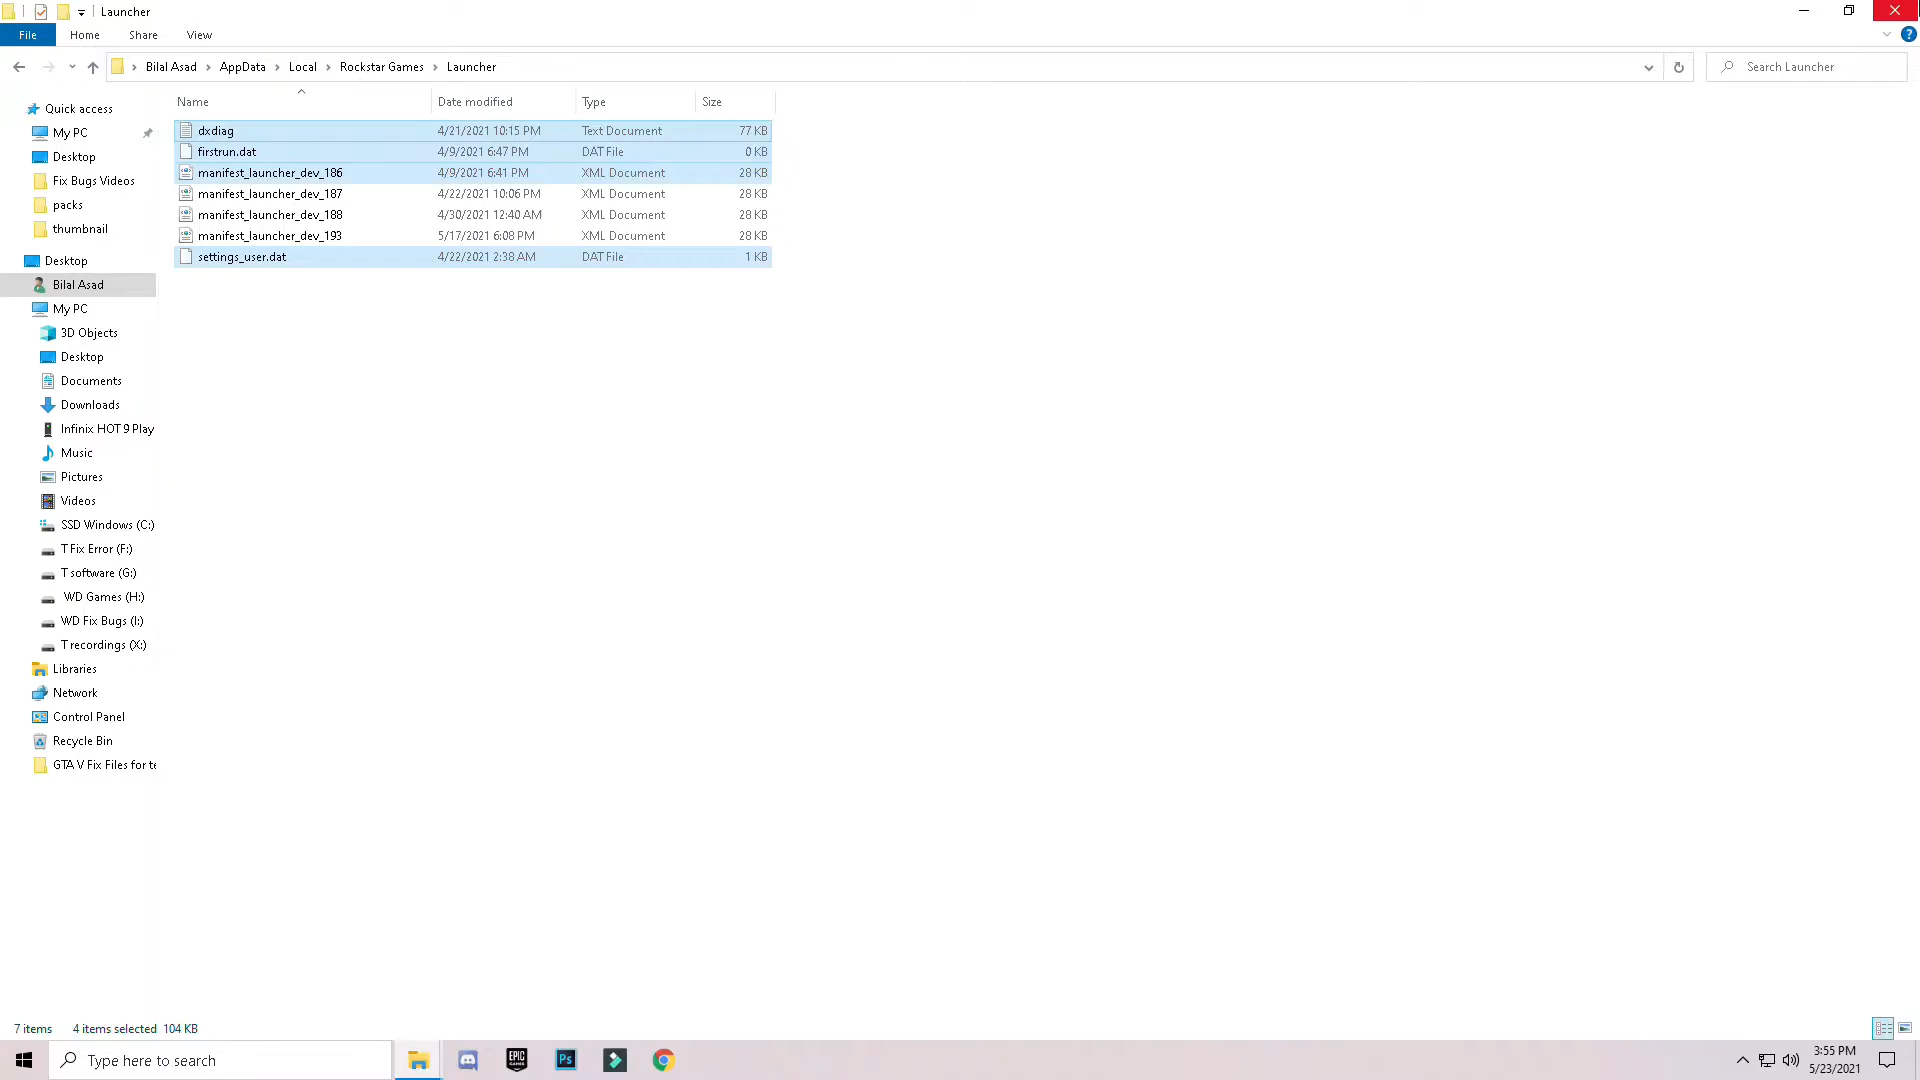 Launcher
File Home Share View
Bilal Asad AppData Local Rockstar Games Launcher
Search Launcher
Name Date modified Type Size
dxdiag 4/21/2021 10:15 PM Text Document 77 KB
firstrun.dat 4/9/2021 6:47 PM DAT File 0 KB
manifest_launcher_dev_186 4/9/2021 6:41 PM XML Document 28 KB
manifest_launcher_dev_187 4/22/2021 10:06 PM XML Document 28 KB
manifest_launcher_dev_188 4/30/2021 12:40 AM XML Document 28 KB
manifest_launcher_dev_193 5/17/2021 6:08 PM XML Document 28 KB
settings_user.dat 4/22/2021 2:38 AM DAT File 1 KB
Quick access
My PC
Desktop
Fix Bugs Videos
packs
thumbnail
Desktop
Bilal Asad
My PC
3D Objects
Desktop
Documents
Downloads
Infinix HOT 9 Play
Music
Pictures
Videos
SSD Windows (C:)
T Fix Error (F:)
T software (G:)
WD Games (H:)
WD Fix Bugs (I:)
T recordings (X:)
Libraries
Network
Control Panel
Recycle Bin
GTA V Fix Files for te
7 items 4 items selected 104 KB
Type here to search
EPIC GAMES
Ps
3:55 PM
5/23/2021